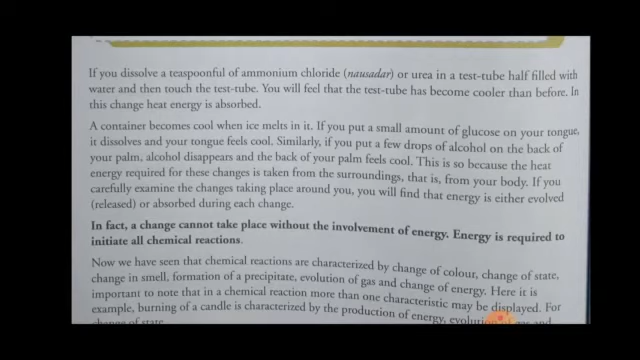 If you dissolve a teaspoonful of ammonium chloride (nausadar) or urea in a test-tube half filled with
water and then touch the test-tube. You will feel that the test-tube has become cooler than before. In
this change heat energy is absorbed.
A container becomes cool when ice melts in it. If you put a small amount of glucose on your tongue,
it dissolves and your tongue feels cool. Similarly, if you put a few drops of alcohol on the back of
your palm, alcohol disappears and the back of your palm feels cool. This is so because the heat
energy required for these changes is taken from the surroundings, that is, from your body. If you
carefully examine the changes taking place around you, you will find that energy is either evolved
(released) or absorbed during each change.
In fact, a change cannot take place without the involvement of energy. Energy is required to
initiate all chemical reactions.
Now we have seen that chemical reactions are characterized by change of colour, change of state,
change in smell, formation of a precipitate, evolution of gas and change of energy. Here it is
important to note that in a chemical reaction more than one characteristic may be displayed. For
example, burning of a candle is characterized by the production of energy, evolution of gas and
change of state